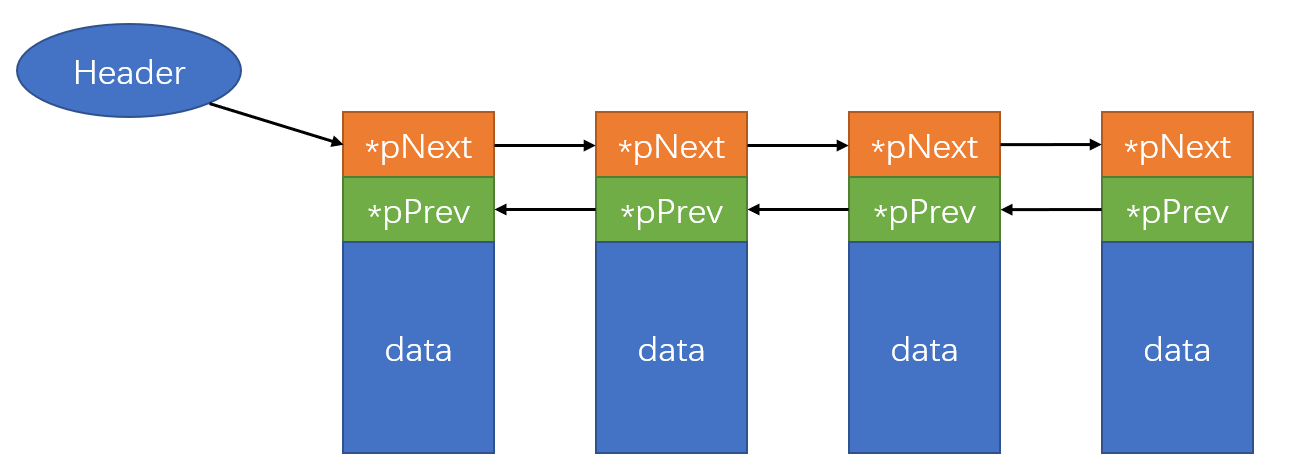 Header
*pNext
*pNext
*pNext
*pNext
*pPrev
*pPrev
*pPrev
*pPrev
data
data
data
data